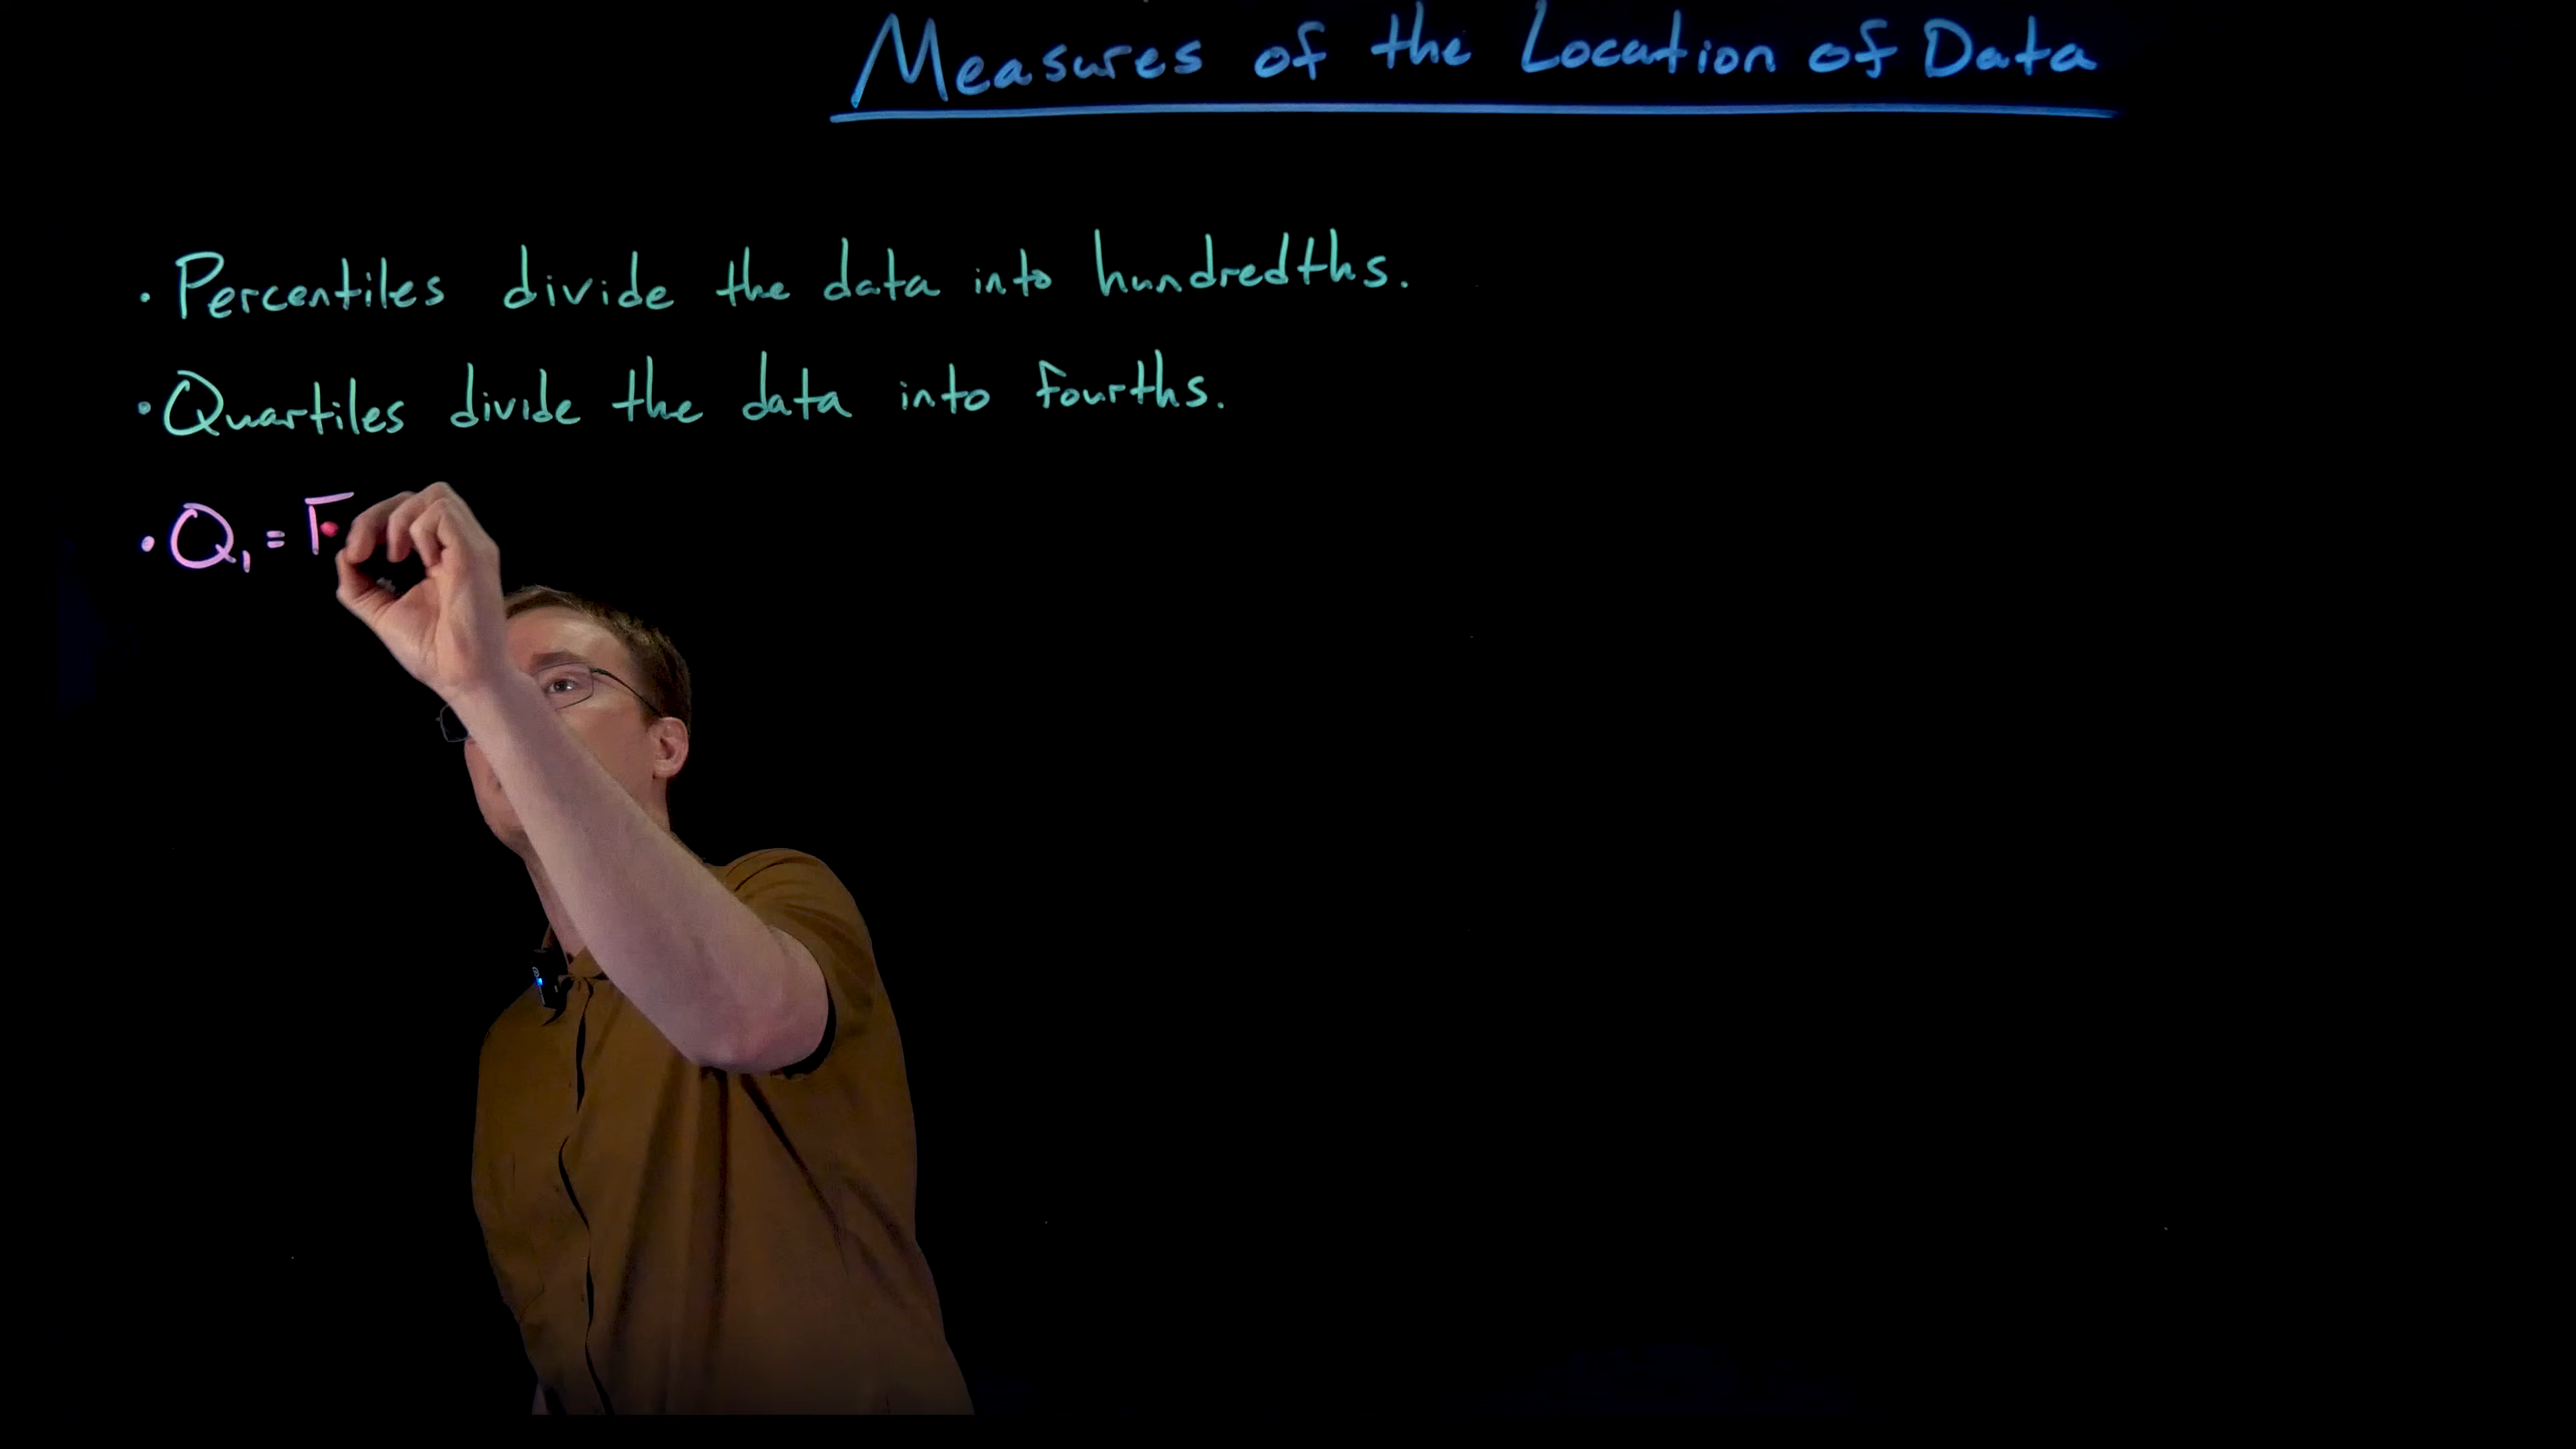 Measures of the Location of Data
• Percentiles divide the data into hundredths.
• Quartiles divide the data into fourths.
• Q₁ = F